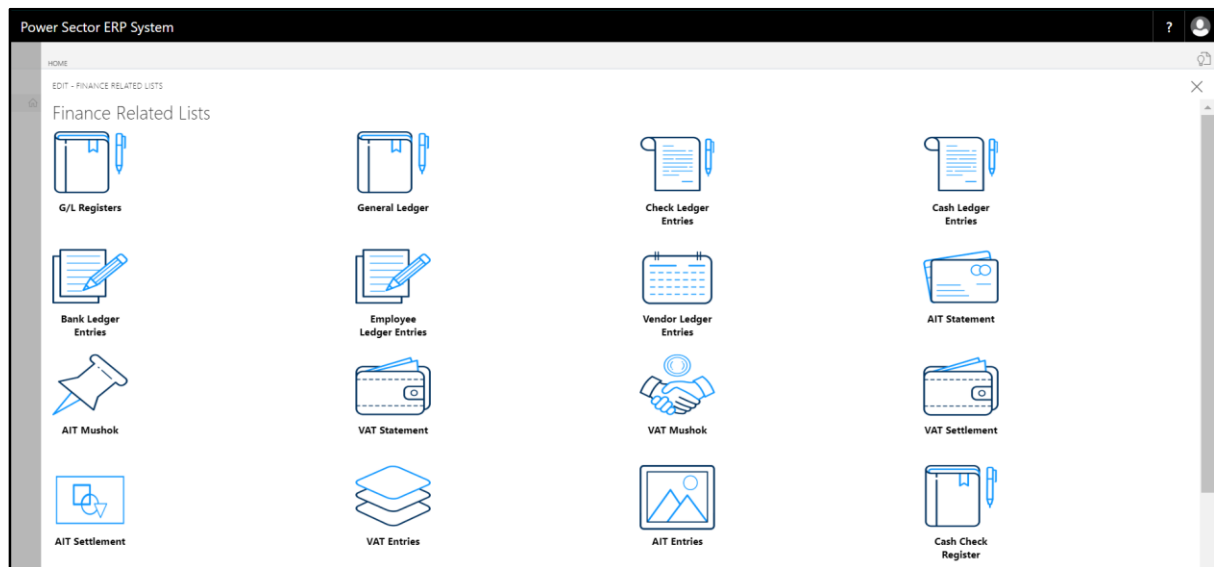 Power Sector ERP System
?
HOME
EDIT - FINANCE RELATED LISTS
Finance Related Lists
G/L Registers
General Ledger
Check Ledger
Entries
Cash Ledger
Entries
Bank Ledger
Entries
Employee
Ledger Entries
Vendor Ledger
Entries
AIT Statement
AIT Mushok
VAT Statement
VAT Mushok
VAT Settlement
AIT Settlement
VAT Entries
AIT Entries
Cash Check
Register